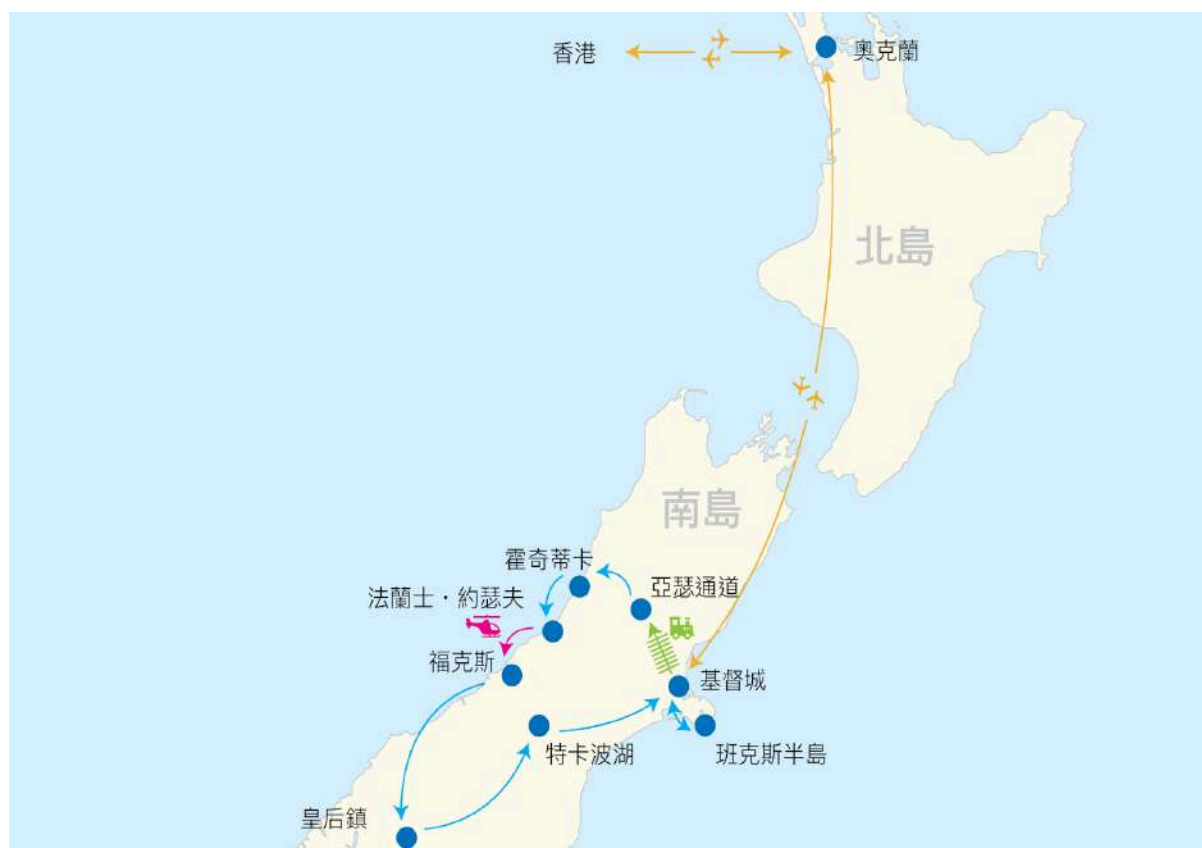 香港
奧克蘭
北島
南島
霍奇蒂卡
亞瑟通道
法蘭士·約瑟夫
福克斯
基督城
特卡波湖
班克斯半島
皇后鎮